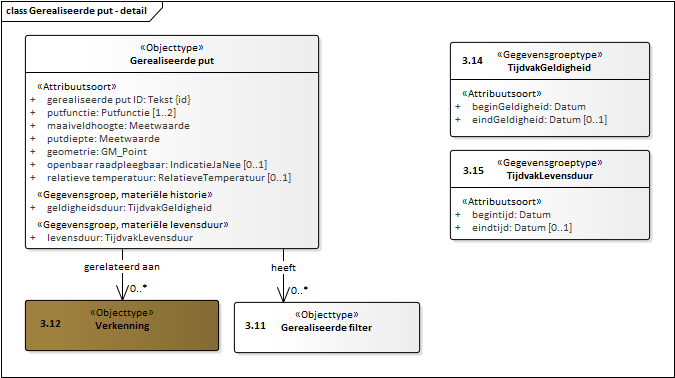 class Gerealiseerde put - detail
«Objecttype»
Gerealiseerde put
«Attribuutsoort»
+ gerealiseerde put ID: Tekst {id}
+ putfunctie: Putfunctie [1..2]
+ maaiveldhoogte: Meetwaarde
+ putdiepte: Meetwaarde
+ geometrie: GM_Point
+ openbaar raadpleegbaar: IndicatieJaNee [0..1]
+ relatieve temperatuur: RelatieveTemperatuur [0..1]
«Gegevensgroep, materiële historie»
+ geldigheidsduur: TijdvakGeldigheid
«Gegevensgroep, materiële levensduur»
+ levensduur: TijdvakLevensduur
3.14 «Gegevensgroeptype»
TijdvakGeldigheid
«Attribuutsoort»
+ beginGeldigheid: Datum
+ eindGeldigheid: Datum [0..1]
3.15 «Gegevensgroeptype»
TijdvakLevensduur
«Attribuutsoort»
+ begintijd: Datum
+ eindtijd: Datum [0..1]
gerelateerd aan
0..*
heeft
0..*
«Objecttype»
3.12 Verkenning
«Objecttype»
3.11 Gerealiseerde filter